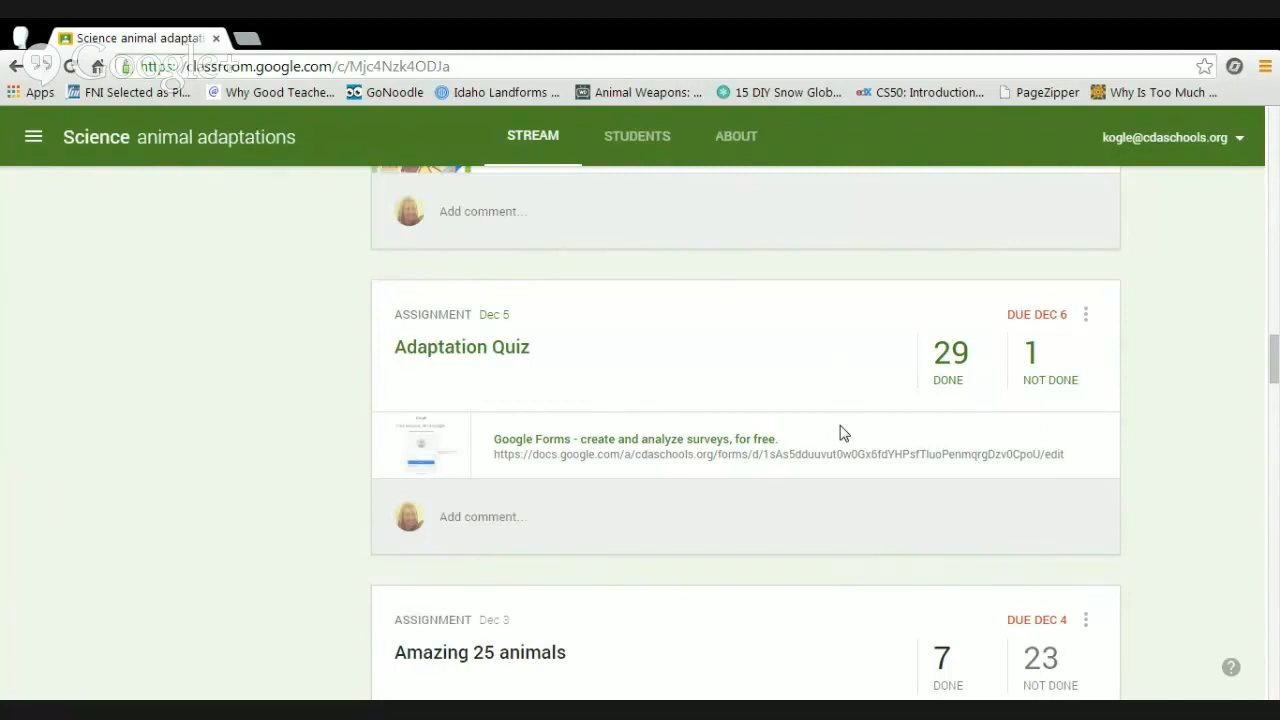 Science animal adaptati
https://classroom.google.com/c/Mjc4Nzk4ODJa
Google+
Apps FNI Selected as Pl... Why Good Teache... GoNoodle Idaho Landforms ... Animal Weapons: ... 15 DIY Snow Glob... CS50: Introduction... PageZipper Why Is Too Much ...
Science animal adaptations STREAM STUDENTS ABOUT kogle@cdaschools.org
Add comment...
ASSIGNMENT Dec 5 DUE DEC 6
Adaptation Quiz 29 1
DONE NOT DONE
Google Forms - create and analyze surveys, for free.
https://docs.google.com/a/cdaschools.org/forms/d/1sAs5dduuvut0w0Gx6fdYHPsfTluoPenmqrgDzv0CpoU/edit
Add comment...
ASSIGNMENT Dec 3 DUE DEC 4
Amazing 25 animals 7 23
DONE NOT DONE